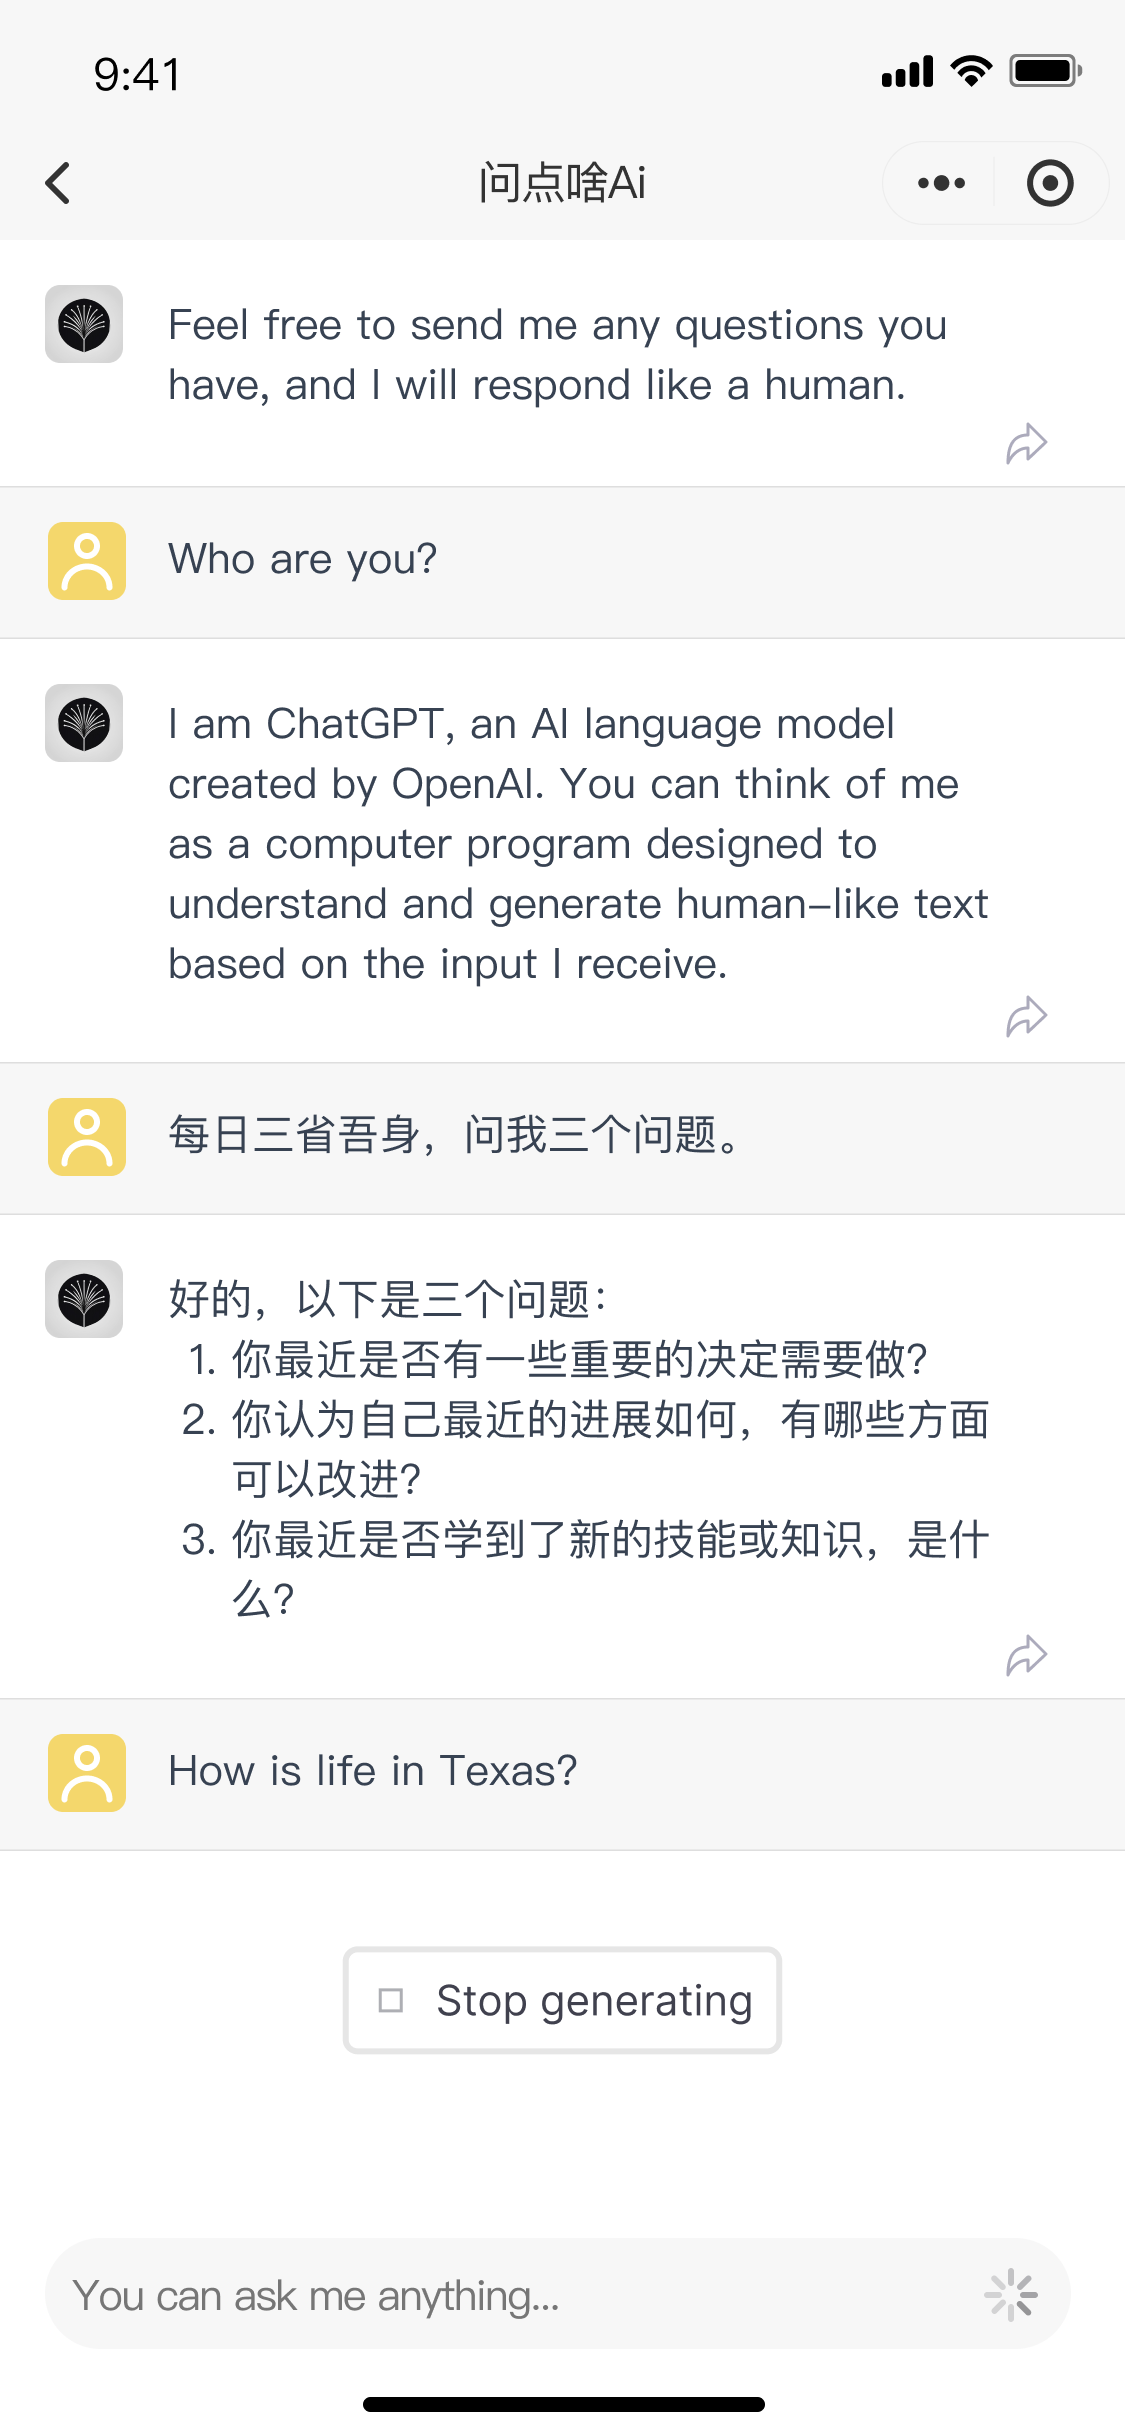 9:41
问点啥Ai
Feel free to send me any questions you
have, and I will respond like a human.
Who are you?
I am ChatGPT, an AI language model
created by OpenAI. You can think of me
as a computer program designed to
understand and generate human-like text
based on the input I receive.
每日三省吾身，问我三个问题。
好的，以下是三个问题：
1. 你最近是否有一些重要的决定需要做?
2. 你认为自己最近的进展如何，有哪些方面
可以改进?
3. 你最近是否学到了新的技能或知识，是什
么?
How is life in Texas?
Stop generating
You can ask me anything...